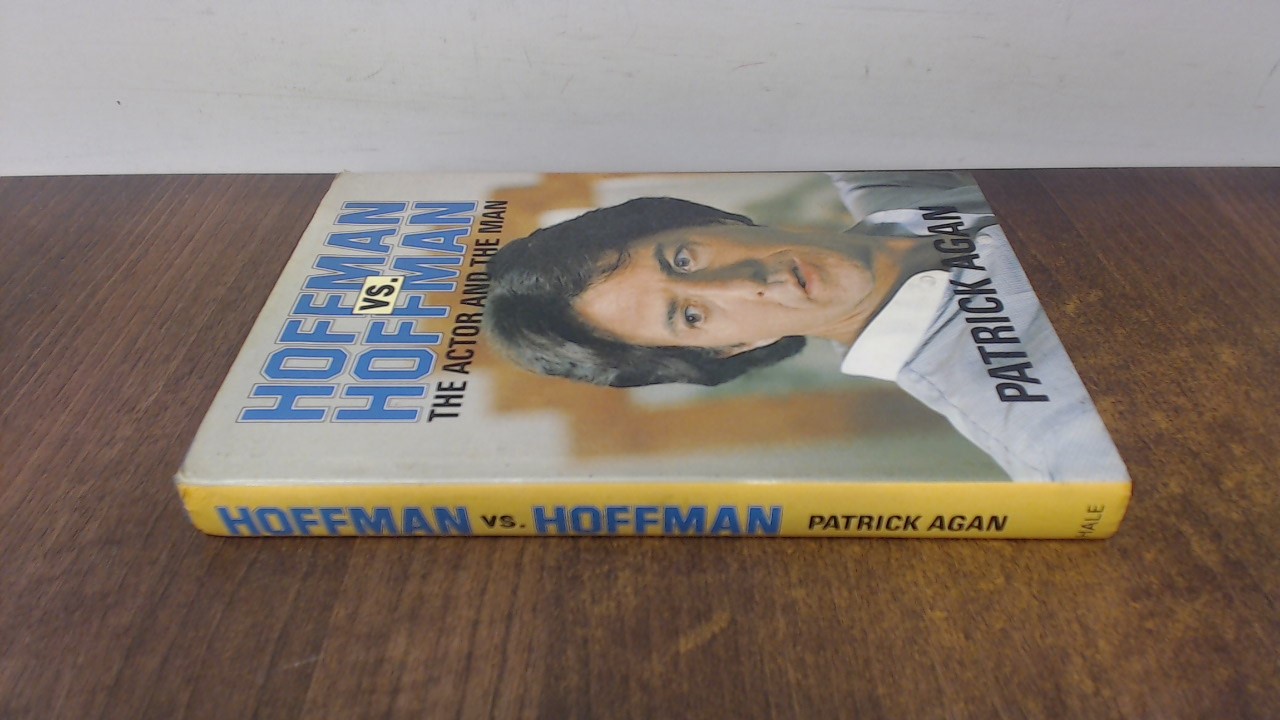 HOFFMAN
vs.
HOFFMAN
THE ACTOR AND THE MAN
PATRICK AGAN
HOFFMAN vs. HOFFMAN PATRICK AGAN HALE